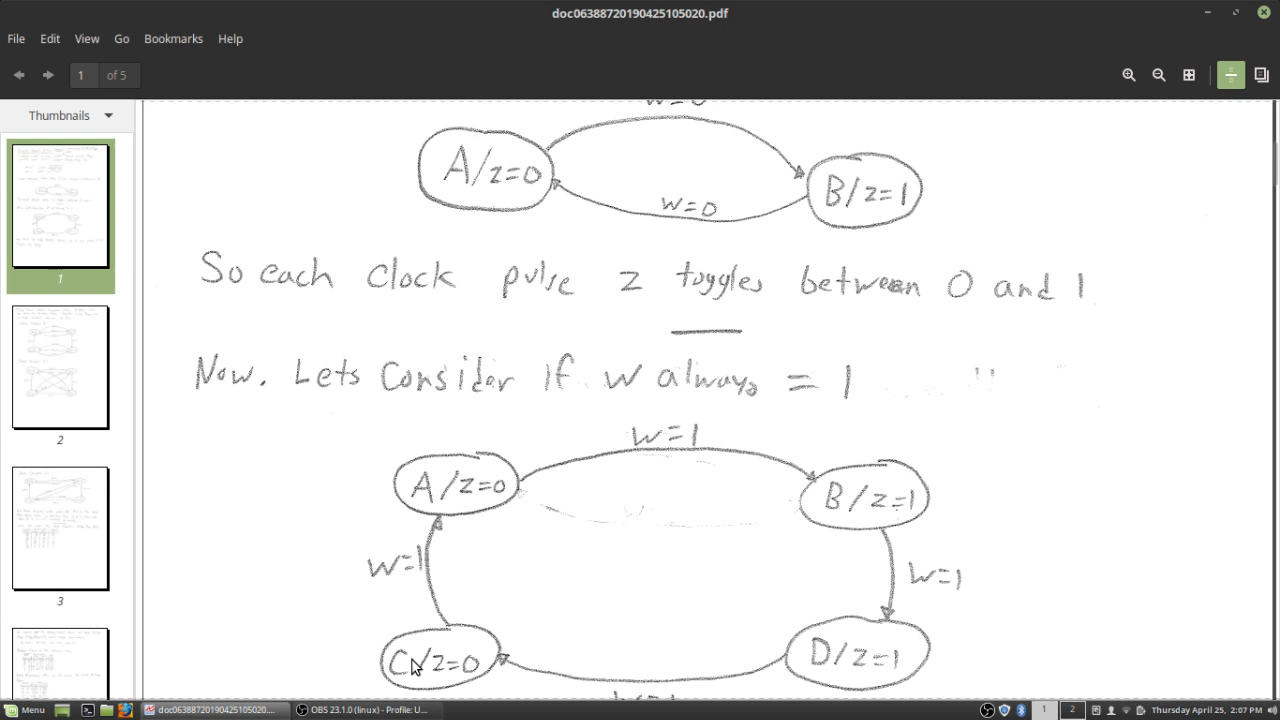 doc06388720190425105020.pdf
File Edit View Go Bookmarks Help
1 of 5
Thumbnails
1
2
3
A/z=0
B/z=1
w=0
So each clock pulse z toggles between 0 and 1
Now. Lets Consider if w always = 1
w=1
A/z=0
B/z=1
w=1
w=1
C/z=0
D/z=1
Menu
doc06388720190425105020.pdf...
OBS 23.1.0 (linux) - Profile: U...
1 2
Thursday April 25, 2:07 PM